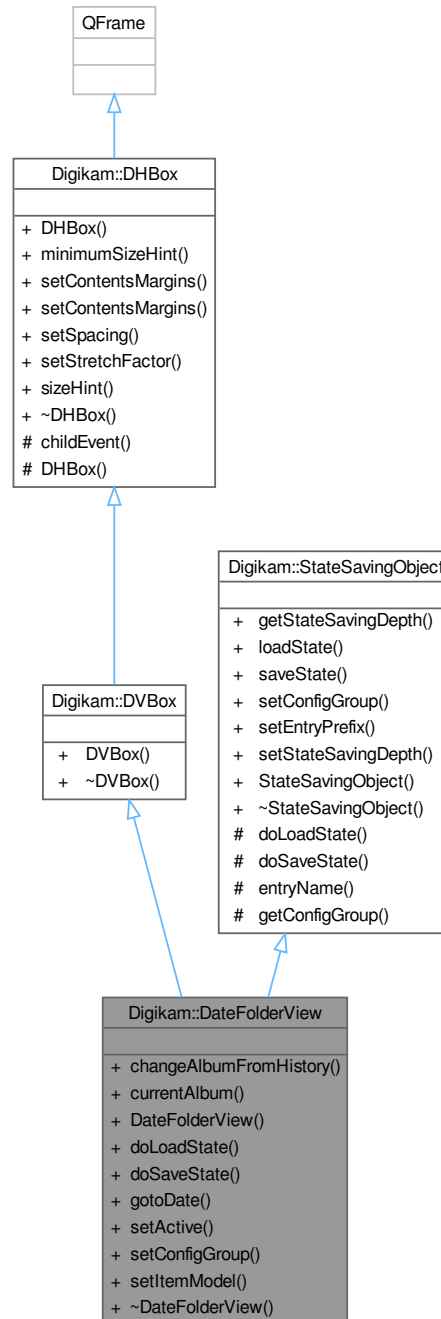 QFrame
Digikam::DHBox
+ DHBox()
+ minimumSizeHint()
+ setContentsMargins()
+ setContentsMargins()
+ setSpacing()
+ setStretchFactor()
+ sizeHint()
+ ~DHBox()
# childEvent()
# DHBox()
Digikam::StateSavingObject
+ getStateSavingDepth()
+ loadState()
+ saveState()
+ setConfigGroup()
+ setEntryPrefix()
+ setStateSavingDepth()
+ StateSavingObject()
+ ~StateSavingObject()
# doLoadState()
# doSaveState()
# entryName()
# getConfigGroup()
Digikam::DVBox
+ DVBox()
+ ~DVBox()
Digikam::DateFolderView
+ changeAlbumFromHistory()
+ currentAlbum()
+ DateFolderView()
+ doLoadState()
+ doSaveState()
+ gotoDate()
+ setActive()
+ setConfigGroup()
+ setItemModel()
+ ~DateFolderView()